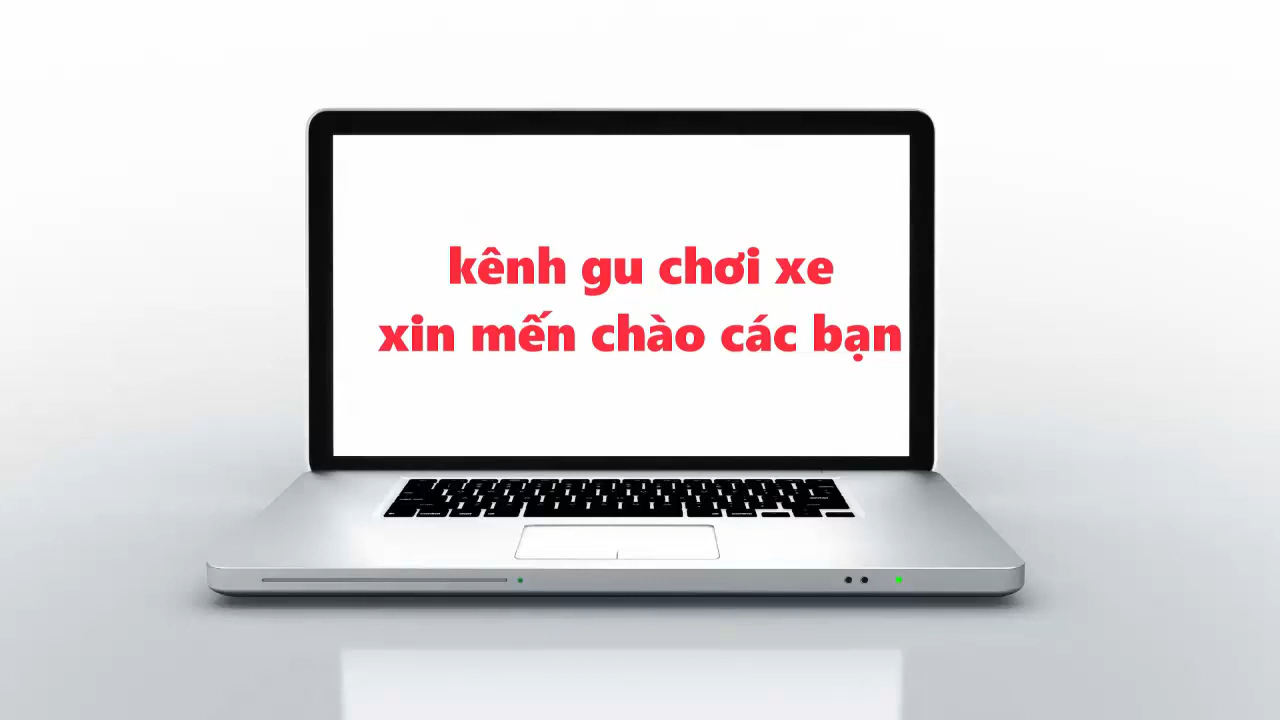 kênh gu chơi xe
xin mến chào các bạn